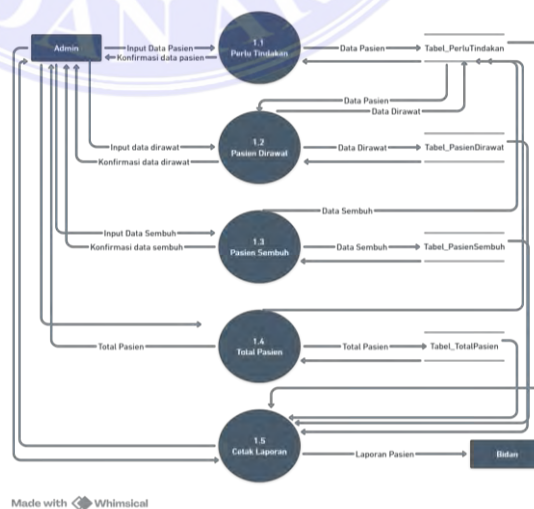 Admin
Input Data Pasien
Konfirmasi data pasien
1.1
Perlu Tindakan
Data Pasien
Tabel_PerluTindakan
Data Pasien
Data Dirawat
Input data dirawat
Konfirmasi data dirawat
1.2
Pasien Dirawat
Data Dirawat
Tabel_PasienDirawat
Data Sembuh
Input Data Sembuh
Konfirmasi data sembuh
1.3
Pasien Sembuh
Data Sembuh
Tabel_PasienSembuh
Total Pasien
1.4
Total Pasien
Total Pasien
Tabel_TotalPasien
1.5
Cetak Laporan
Laporan Pasien
Bidan
Made with Whimsical